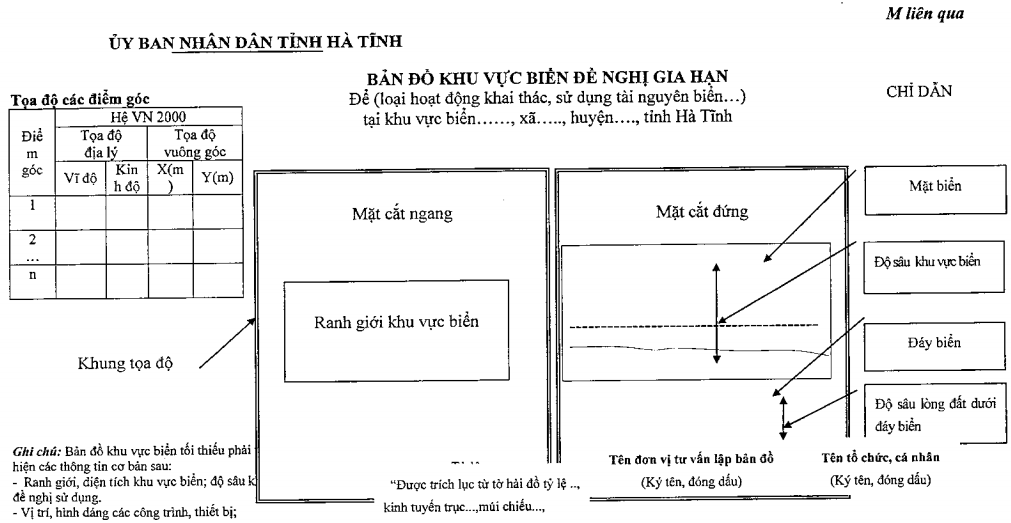 M liên qua
ỦY BAN NHÂN DÂN TỈNH HÀ TĨNH
BẢN ĐỒ KHU VỰC BIỂN ĐỀ NGHỊ GIA HẠN
Để (loại hoạt động khai thác, sử dụng tài nguyên biển…)
tại khu vực biển……, xã….., huyện…., tỉnh Hà Tĩnh
CHỈ DẪN
Tọa độ các điểm góc
Hệ VN 2000
Điể
m
góc
Tọa độ
địa lý
Tọa độ
vuông góc
Vĩ độ
Kin
h độ
X(m
)
Y(m)
1
2
...
n
Mặt cắt ngang
Ranh giới khu vực biển
Mặt cắt đứng
Mặt biển
Độ sâu khu vực biển
Đáy biển
Độ sâu lòng đất dưới
đáy biển
Khung tọa độ
Ghi chú: Bản đồ khu vực biển tối thiểu phải
hiện các thông tin cơ bản sau:
- Ranh giới, diện tích khu vực biển; độ sâu k
đề nghị sử dụng.
- Vị trí, hình dáng các công trình, thiết bị;
"Được trích lục từ tờ hải đồ tỷ lệ ..,
kinh tuyến trục...,múi chiếu...,
Tên đơn vị tư vấn lập bản đồ
(Ký tên, đóng dấu)
Tên tổ chức, cá nhân
(Ký tên, đóng dấu)